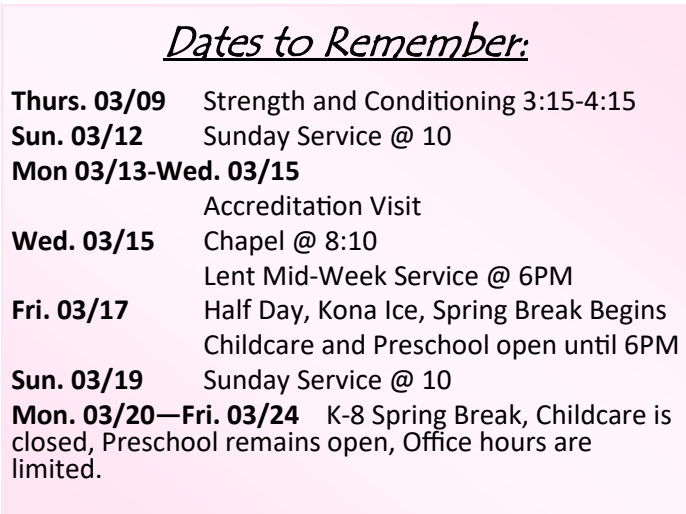 Dates to Remember:
Thurs. 03/09 Strength and Conditioning 3:15-4:15
Sun. 03/12 Sunday Service @ 10
Mon 03/13-Wed. 03/15
Accreditation Visit
Wed. 03/15 Chapel @ 8:10
Lent Mid-Week Service @ 6PM
Fri. 03/17 Half Day, Kona Ice, Spring Break Begins
Childcare and Preschool open until 6PM
Sun. 03/19 Sunday Service @ 10
Mon. 03/20—Fri. 03/24 K-8 Spring Break, Childcare is
closed, Preschool remains open, Office hours are
limited.